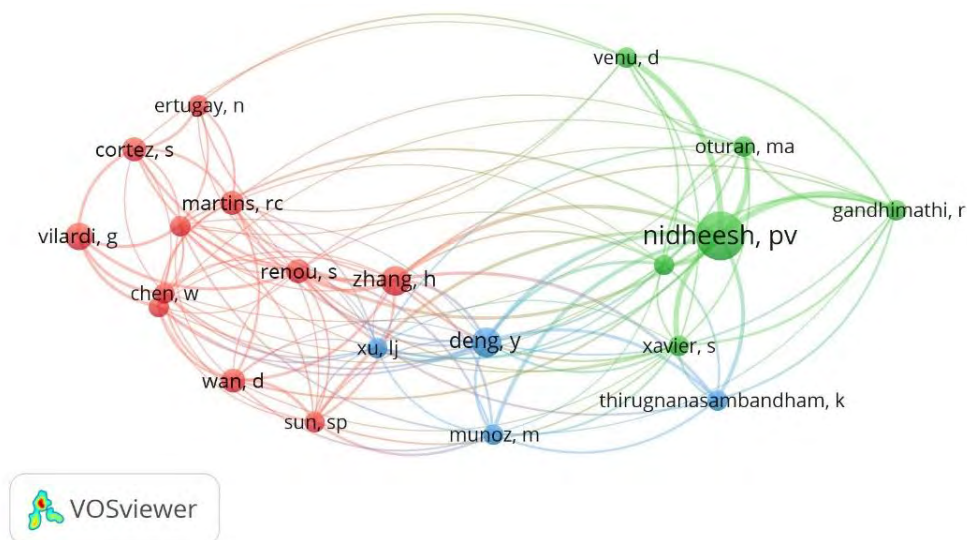 venu, d
ertugay, n
cortez, s
oturan, ma
martins, rc
gandhimathi, r
vilardi, g
nidheesh, pv
renou, s
zhang, h
chen, w
deng, y
xu, lj
xavier, s
wan, d
thirugnanasambandham, k
sun, sp
munoz, m
VOSviewer